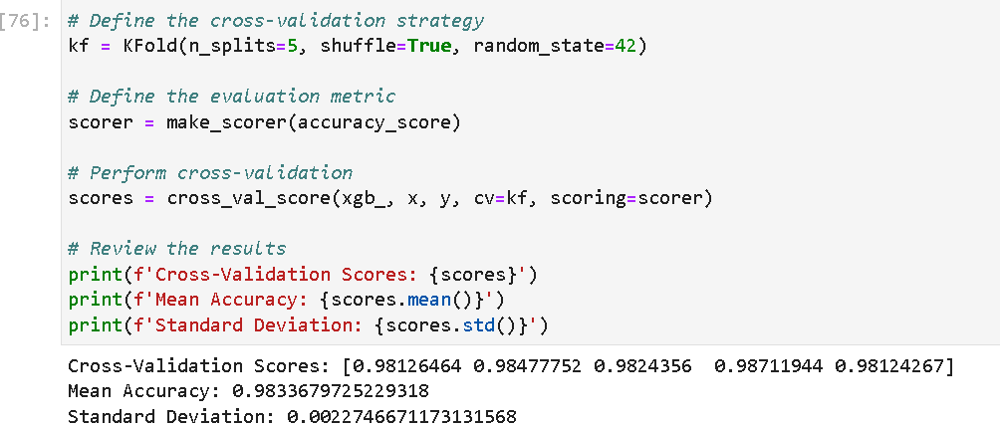 [76]:
# Define the cross-validation strategy
kf = KFold(n_splits=5, shuffle=True, random_state=42)
# Define the evaluation metric
scorer = make_scorer(accuracy_score)
# Perform cross-validation
scores = cross_val_score(xgb_, x, y, cv=kf, scoring=scorer)
# Review the results
print(f'Cross-Validation Scores: {scores}')
print(f'Mean Accuracy: {scores.mean()}')
print(f'Standard Deviation: {scores.std()}')
Cross-Validation Scores: [0.98126464 0.98477752 0.9824356  0.98711944 0.98124267]
Mean Accuracy: 0.9833679725229318
Standard Deviation: 0.0022746671173131568